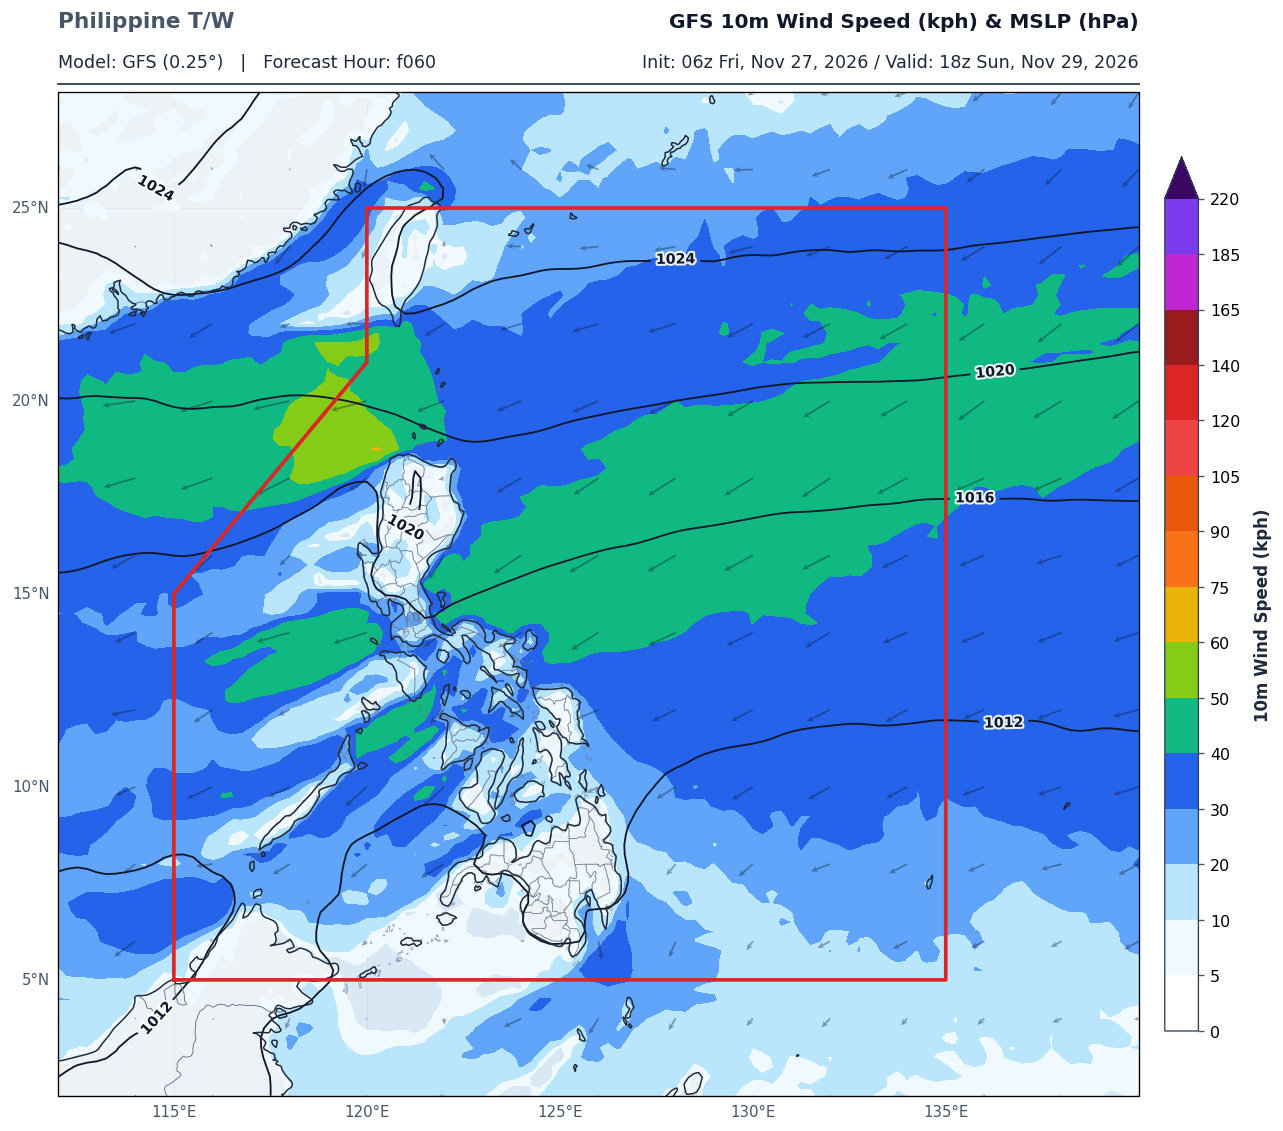 Philippine T/W
GFS 10m Wind Speed (kph) & MSLP (hPa)
Model: GFS (0.25°) | Forecast Hour: f060
Init: 06z Fri, Nov 27, 2026 / Valid: 18z Sun, Nov 29, 2026
1024
1024
1020
1020
1016
1012
1012
25°N
20°N
15°N
10°N
5°N
115°E
120°E
125°E
130°E
135°E
220
185
165
140
120
105
90
75
60
50
40
30
20
10
5
0
10m Wind Speed (kph)